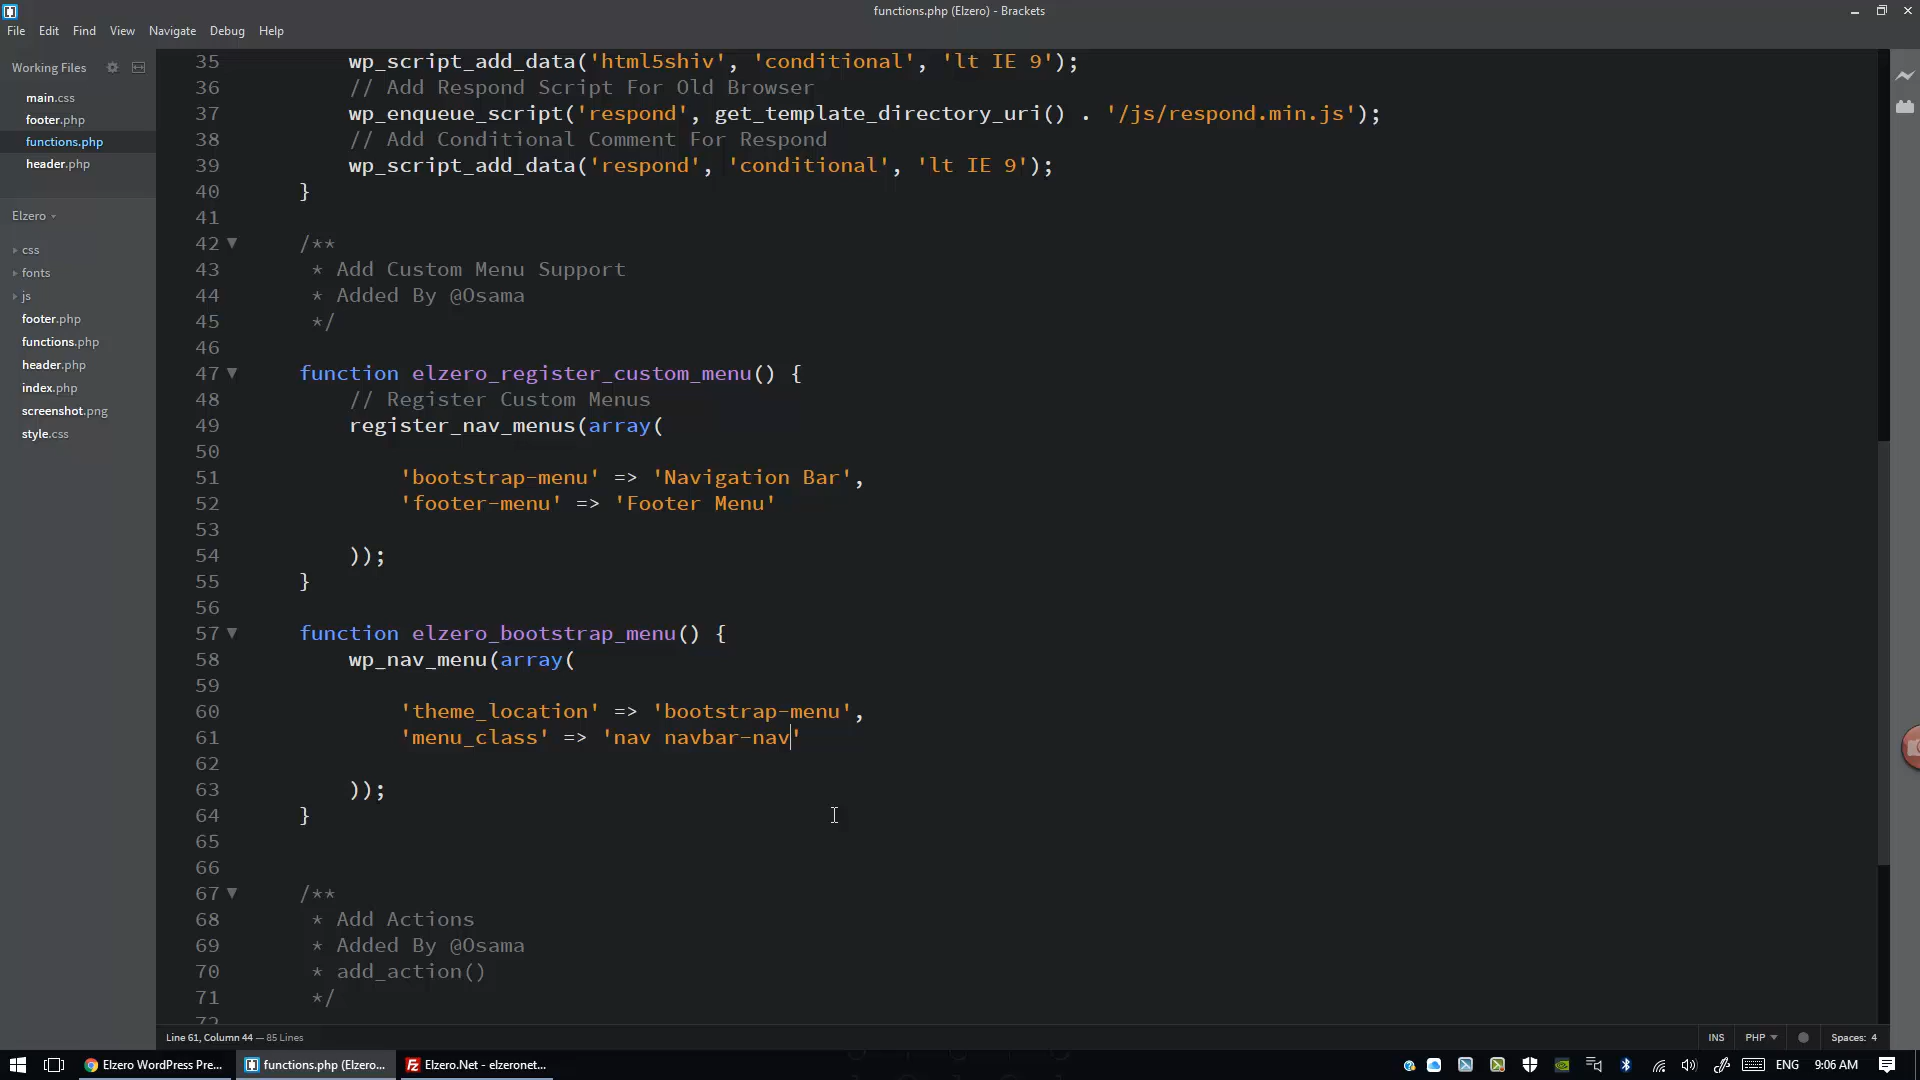 functions.php (Elzero) - Brackets
File Edit Find View Navigate Debug Help
Working Files
main.css
footer.php
functions.php
header.php
Elzero
css
fonts
js
footer.php
functions.php
header.php
index.php
screenshot.png
style.css
35 wp_script_add_data('html5shiv', 'conditional', 'lt IE 9');
36 // Add Respond Script For Old Browser
37 wp_enqueue_script('respond', get_template_directory_uri() . '/js/respond.min.js');
38 // Add Conditional Comment For Respond
39 wp_script_add_data('respond', 'conditional', 'lt IE 9');
40 }
41
42 /**
43 * Add Custom Menu Support
44 * Added By @Osama
45 */
46
47 function elzero_register_custom_menu() {
48 // Register Custom Menus
49 register_nav_menus(array(
50
51 'bootstrap-menu' => 'Navigation Bar',
52 'footer-menu' => 'Footer Menu'
53
54 ));
55 }
56
57 function elzero_bootstrap_menu() {
58 wp_nav_menu(array(
59
60 'theme_location' => 'bootstrap-menu',
61 'menu_class' => 'nav navbar-nav'
62
63 ));
64 }
65
66
67 /**
68 * Add Actions
69 * Added By @Osama
70 * add_action()
71 */
72
Line 61, Column 44 — 85 Lines
INS PHP Spaces: 4
Elzero WordPress Pre... functions.php (Elzero... Elzero.Net - elzeronet... ENG 9:06 AM